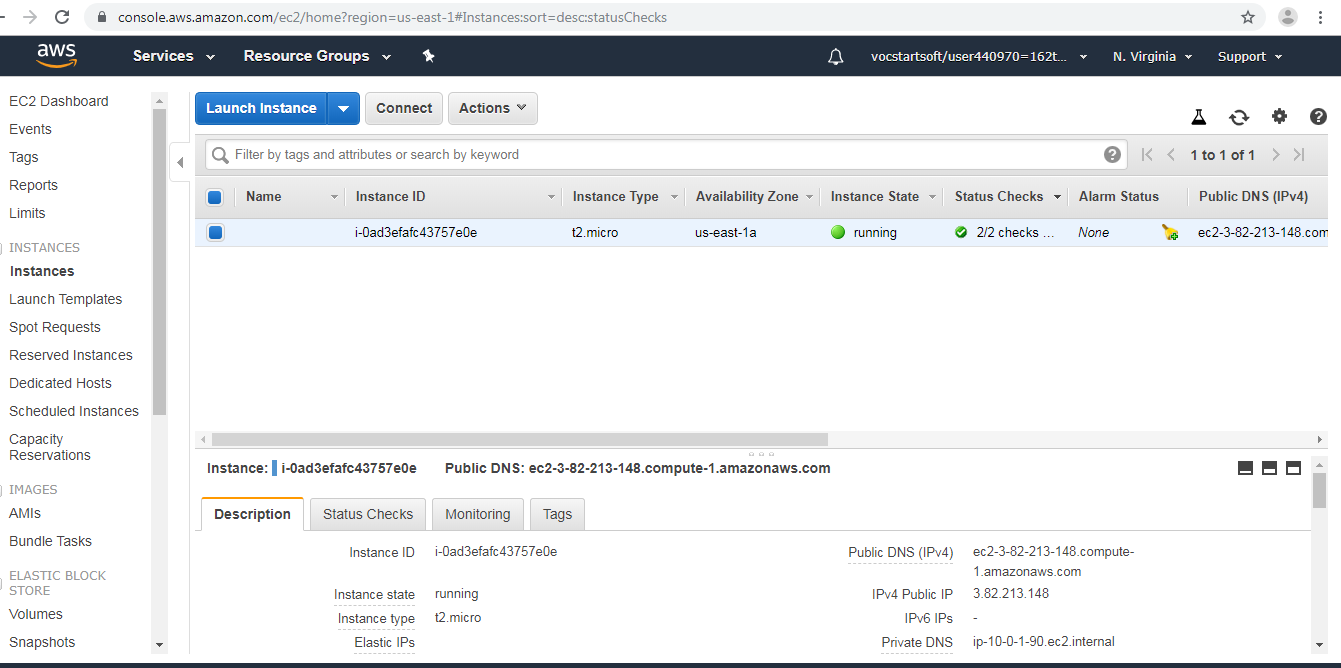 console.aws.amazon.com/ec2/home?region=us-east-1#Instances:sort=desc:statusChecks
aws Services Resource Groups vocstartsoft/user440970=162t... N. Virginia Support
EC2 Dashboard
Events
Tags
Reports
Limits
INSTANCES
Instances
Launch Templates
Spot Requests
Reserved Instances
Dedicated Hosts
Scheduled Instances
Capacity
Reservations
IMAGES
AMIs
Bundle Tasks
ELASTIC BLOCK
STORE
Volumes
Snapshots
Launch Instance Connect Actions
Filter by tags and attributes or search by keyword 1 to 1 of 1
Name Instance ID Instance Type Availability Zone Instance State Status Checks Alarm Status Public DNS (IPv4)
i-0ad3efafc43757e0e t2.micro us-east-1a running 2/2 checks ... None ec2-3-82-213-148.com
Instance: i-0ad3efafc43757e0e Public DNS: ec2-3-82-213-148.compute-1.amazonaws.com
Description Status Checks Monitoring Tags
Instance ID i-0ad3efafc43757e0e Public DNS (IPv4) ec2-3-82-213-148.compute-
1.amazonaws.com
Instance state running IPv4 Public IP 3.82.213.148
Instance type t2.micro IPv6 IPs -
Elastic IPs Private DNS ip-10-0-1-90.ec2.internal